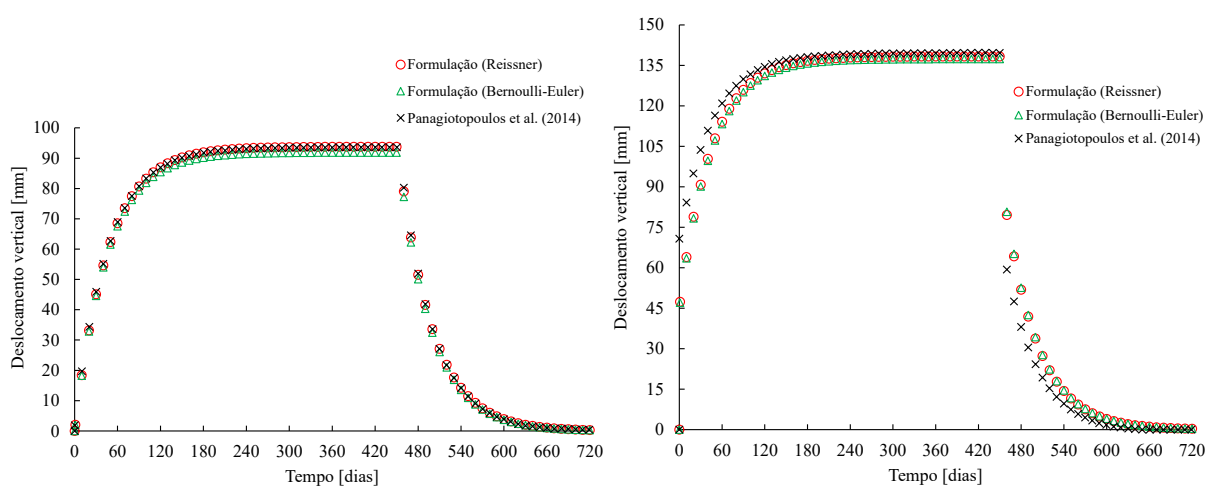 Formulação (Reissner)
Formulação (Bernoulli-Euler)
Panagiotopoulos et al. (2014)
Deslocamento vertical [mm]
100
90
80
70
60
50
40
30
20
10
0
0 60 120 180 240 300 360 420 480 540 600 660 720
Tempo [dias]
Formulação (Reissner)
Formulação (Bernoulli-Euler)
Panagiotopoulos et al. (2014)
Deslocamento vertical [mm]
150
135
120
105
90
75
60
45
30
15
0
0 60 120 180 240 300 360 420 480 540 600 660 720
Tempo [dias]